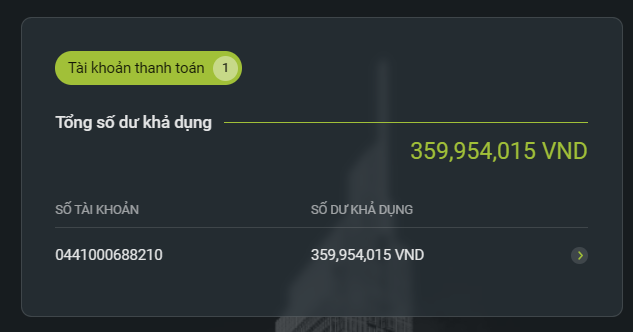 Tài khoản thanh toán 1
Tổng số dư khả dụng
359,954,015 VND
SỐ TÀI KHOẢN SỐ DƯ KHẢ DỤNG
0441000688210 359,954,015 VND